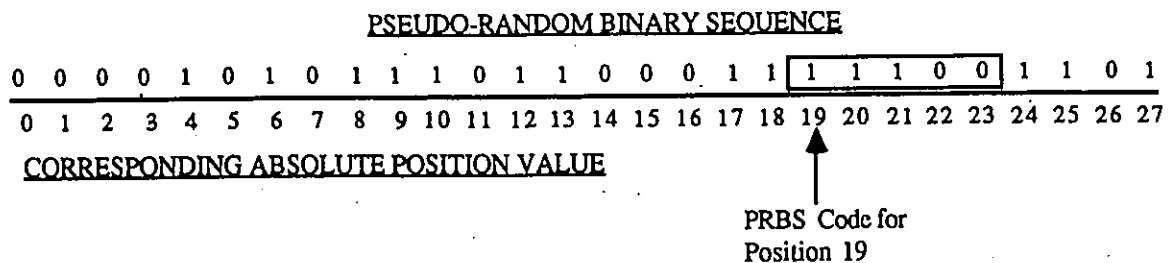 PSEUDO-RANDOM BINARY SEQUENCE
0 0 0 0 1 0 1 0 1 1 1 0 1 1 0 0 0 1 1 1 1 1 0 0 1 1 0 1
0 1 2 3 4 5 6 7 8 9 10 11 12 13 14 15 16 17 18 19 20 21 22 23 24 25 26 27
CORRESPONDING ABSOLUTE POSITION VALUE
PRBS Code for
Position 19